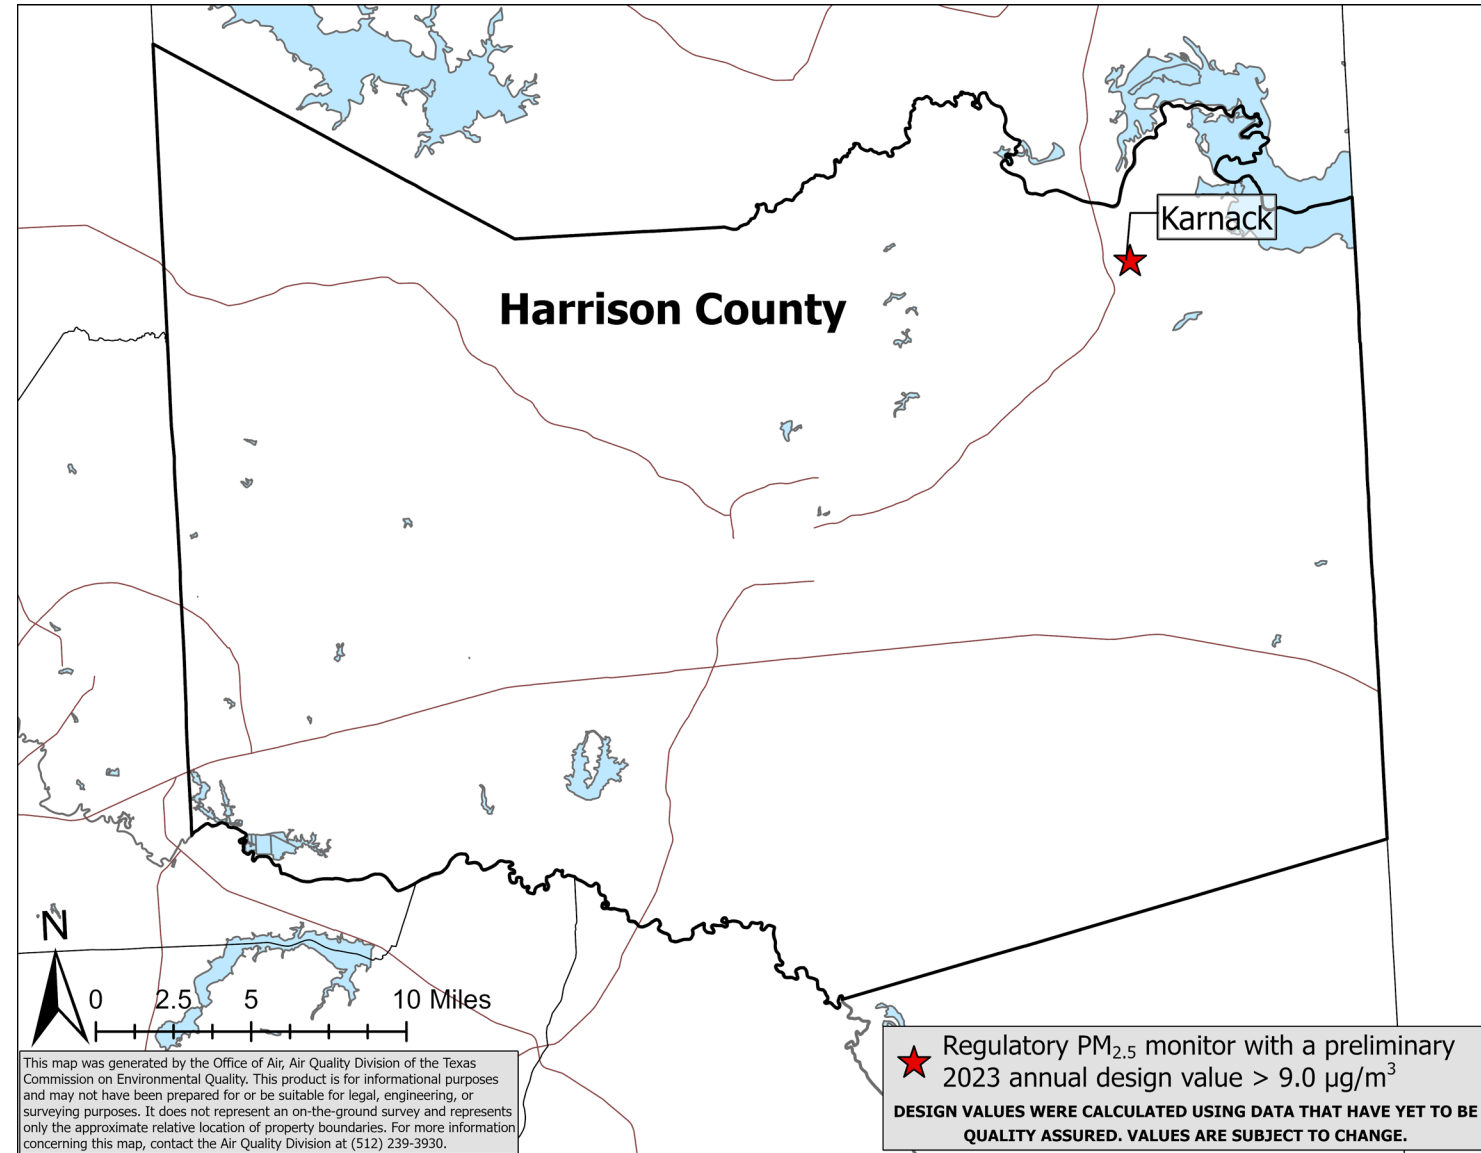 Karnack
Harrison County
N
0 2.5 5 10 Miles
This map was generated by the Office of Air, Air Quality Division of the Texas
Commission on Environmental Quality. This product is for informational purposes
and may not have been prepared for or be suitable for legal, engineering, or
surveying purposes. It does not represent an on-the-ground survey and represents
only the approximate relative location of property boundaries. For more information
concerning this map, contact the Air Quality Division at (512) 239-3930.
Regulatory PM2.5 monitor with a preliminary
2023 annual design value > 9.0 µg/m³
DESIGN VALUES WERE CALCULATED USING DATA THAT HAVE YET TO BE
QUALITY ASSURED. VALUES ARE SUBJECT TO CHANGE.